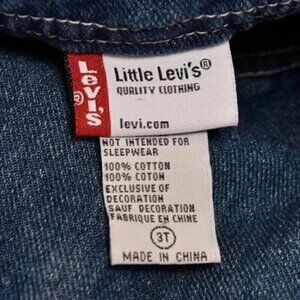 Levi's®
Little Levi's®
QUALITY CLOTHING
levi.com
NOT INTENDED FOR
SLEEPWEAR
100% COTTON
100% COTON
EXCLUSIVE OF
DECORATION
SAUF DECORATION
FABRIQUE EN CHINE
3T
MADE IN CHINA